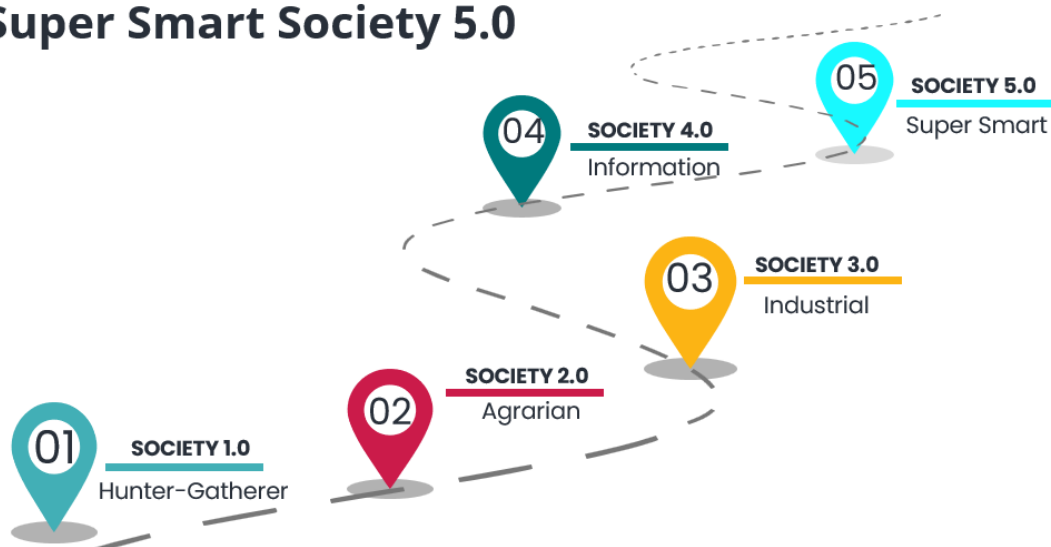 Super Smart Society 5.0
05
SOCIETY 5.0
Super Smart
04
SOCIETY 4.0
Information
03
SOCIETY 3.0
Industrial
02
SOCIETY 2.0
Agrarian
01
SOCIETY 1.0
Hunter-Gatherer